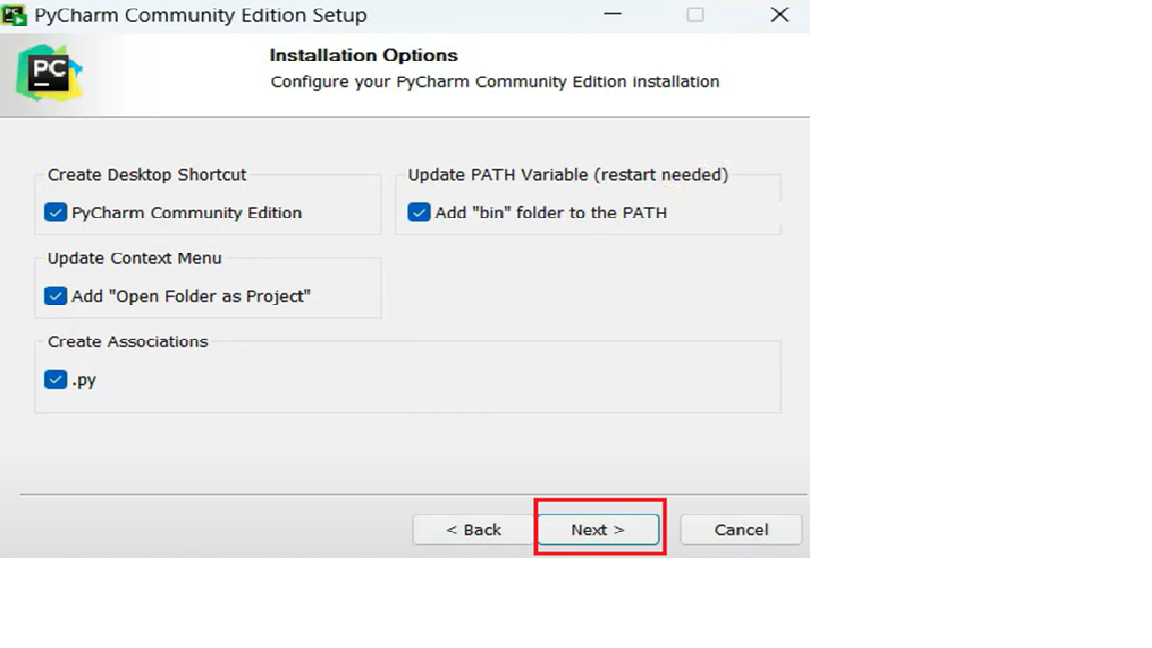 PyCharm Community Edition Setup
PC
Installation Options
Configure your PyCharm Community Edition installation
Create Desktop Shortcut
PyCharm Community Edition
Update PATH Variable (restart needed)
Add "bin" folder to the PATH
Update Context Menu
Add "Open Folder as Project"
Create Associations
.py
< Back
Next >
Cancel